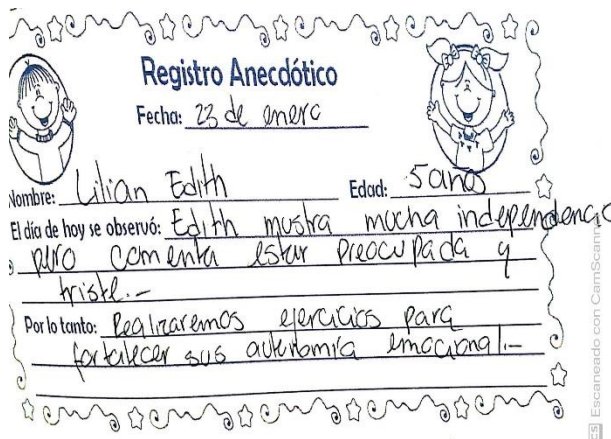 Registro Anecdótico
Fecha: 23 de enero
Nombre: Lilian Edith Edad: 5 años
El día de hoy se observó: Edith mustra mucha independencia
pero comenta estar preocupada y
triste.-
Por lo tanto: Realizaremos ejercicios para
fortalecer sus autonomía emocional.-
Escaneado con CamScanner